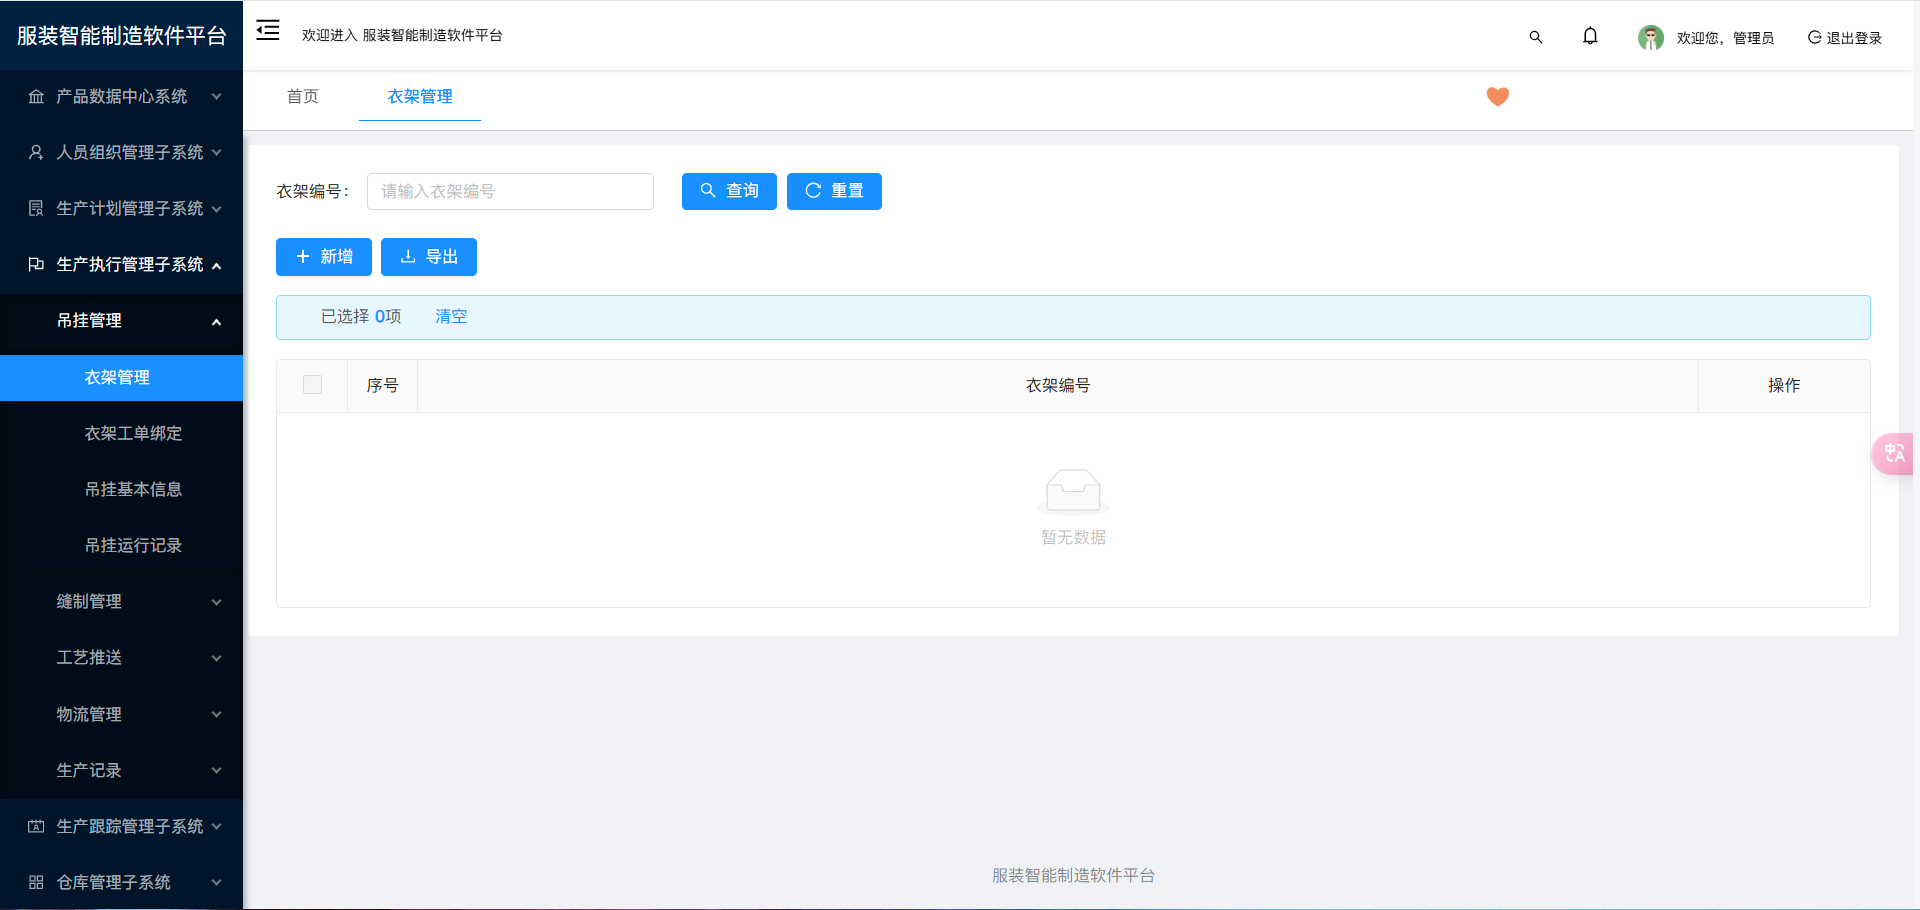 服装智能制造软件平台
欢迎进入 服装智能制造软件平台
欢迎您，管理员
退出登录
产品数据中心系统
人员组织管理子系统
生产计划管理子系统
生产执行管理子系统
吊挂管理
衣架管理
衣架工单绑定
吊挂基本信息
吊挂运行记录
缝制管理
工艺推送
物流管理
生产记录
生产跟踪管理子系统
仓库管理子系统
首页
衣架管理
衣架编号：
请输入衣架编号
查询
重置
新增
导出
已选择 0项 清空
序号
衣架编号
操作
暂无数据
中A
服装智能制造软件平台